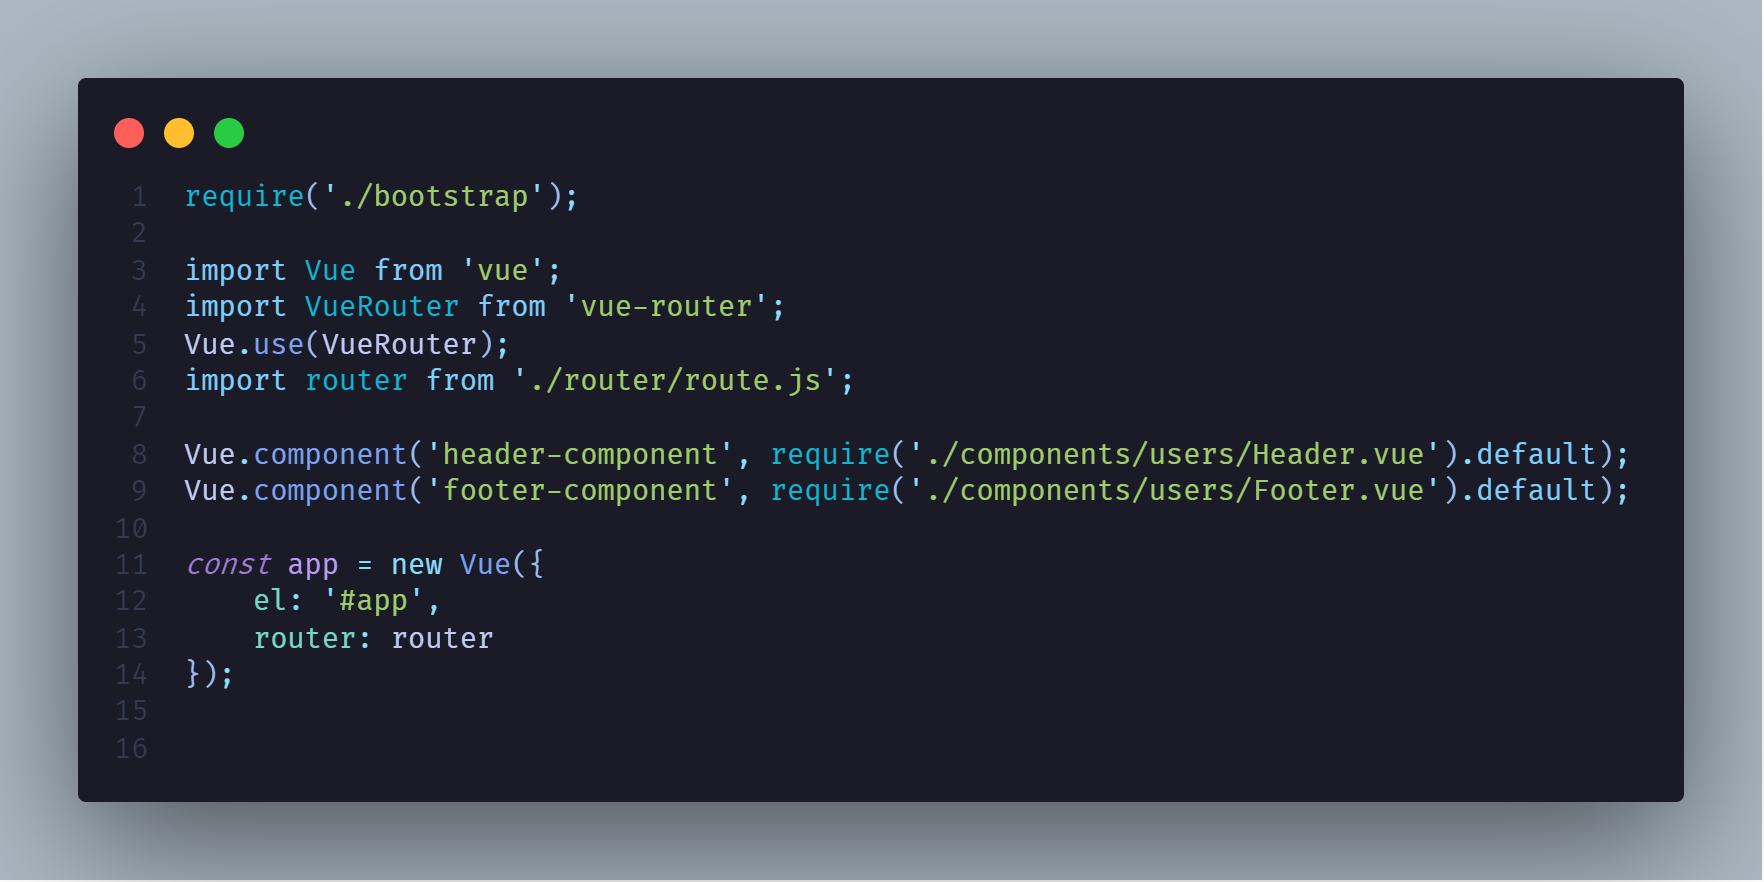 1 require('./bootstrap');
2
3 import Vue from 'vue';
4 import VueRouter from 'vue-router';
5 Vue.use(VueRouter);
6 import router from './router/route.js';
7
8 Vue.component('header-component', require('./components/users/Header.vue').default);
9 Vue.component('footer-component', require('./components/users/Footer.vue').default);
10
11 const app = new Vue({
12     el: '#app',
13     router: router
14 });
15
16